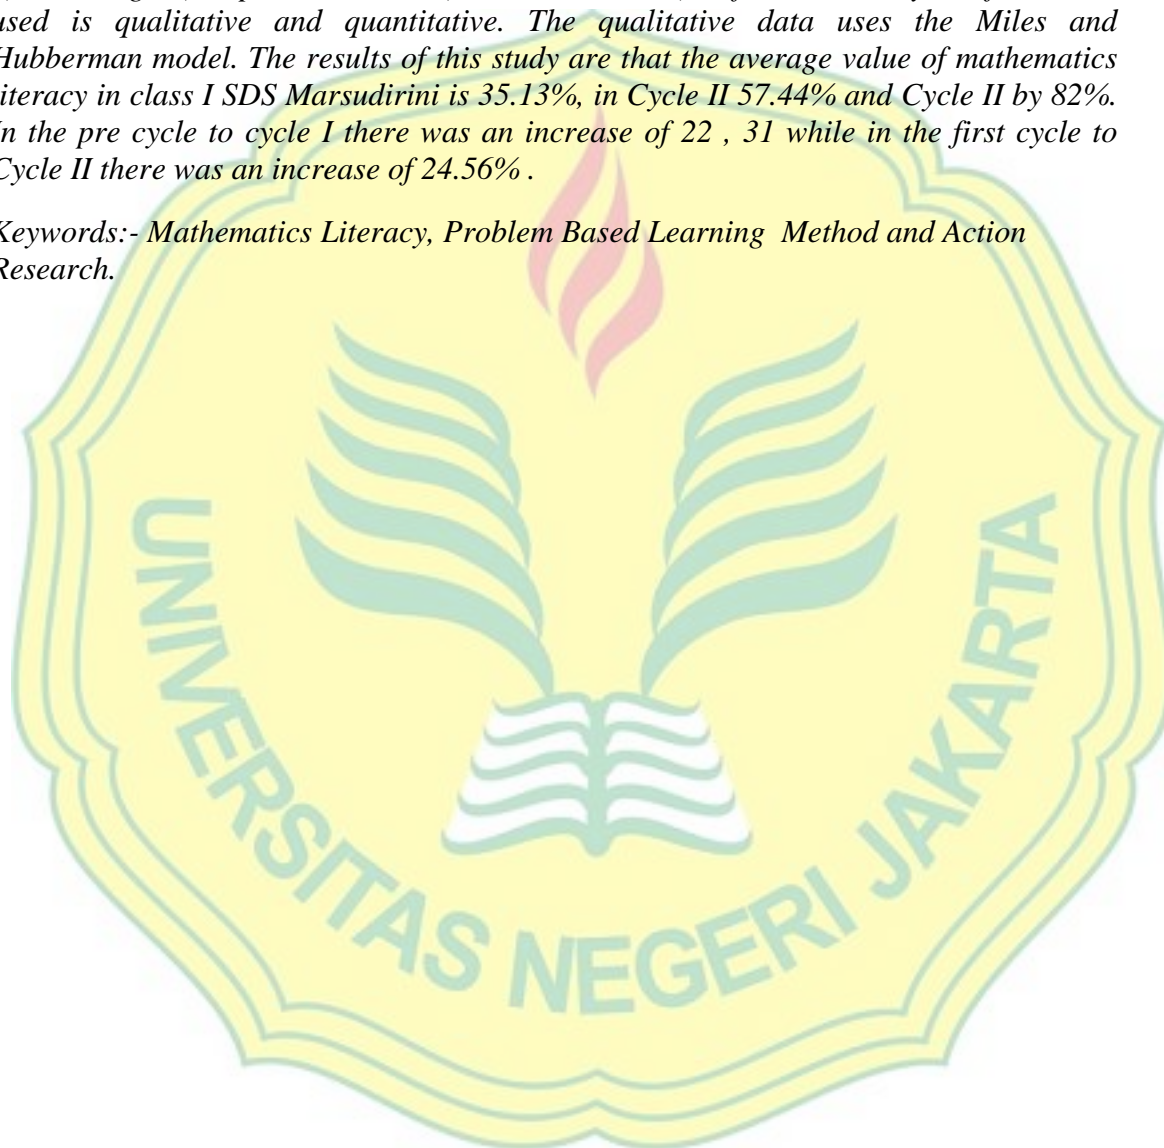 used is qualitative and quantitative. The qualitative data uses the Miles and
Hubberman model. The results of this study are that the average value of mathematics
literacy in class I SDS Marsudirini is 35.13%, in Cycle II 57.44% and Cycle II by 82%.
In the pre cycle to cycle I there was an increase of 22 , 31 while in the first cycle to
Cycle II there was an increase of 24.56% .
Keywords:- Mathematics Literacy, Problem Based Learning Method and Action
Research.
UNIVERSITAS NEGERI JAKARTA